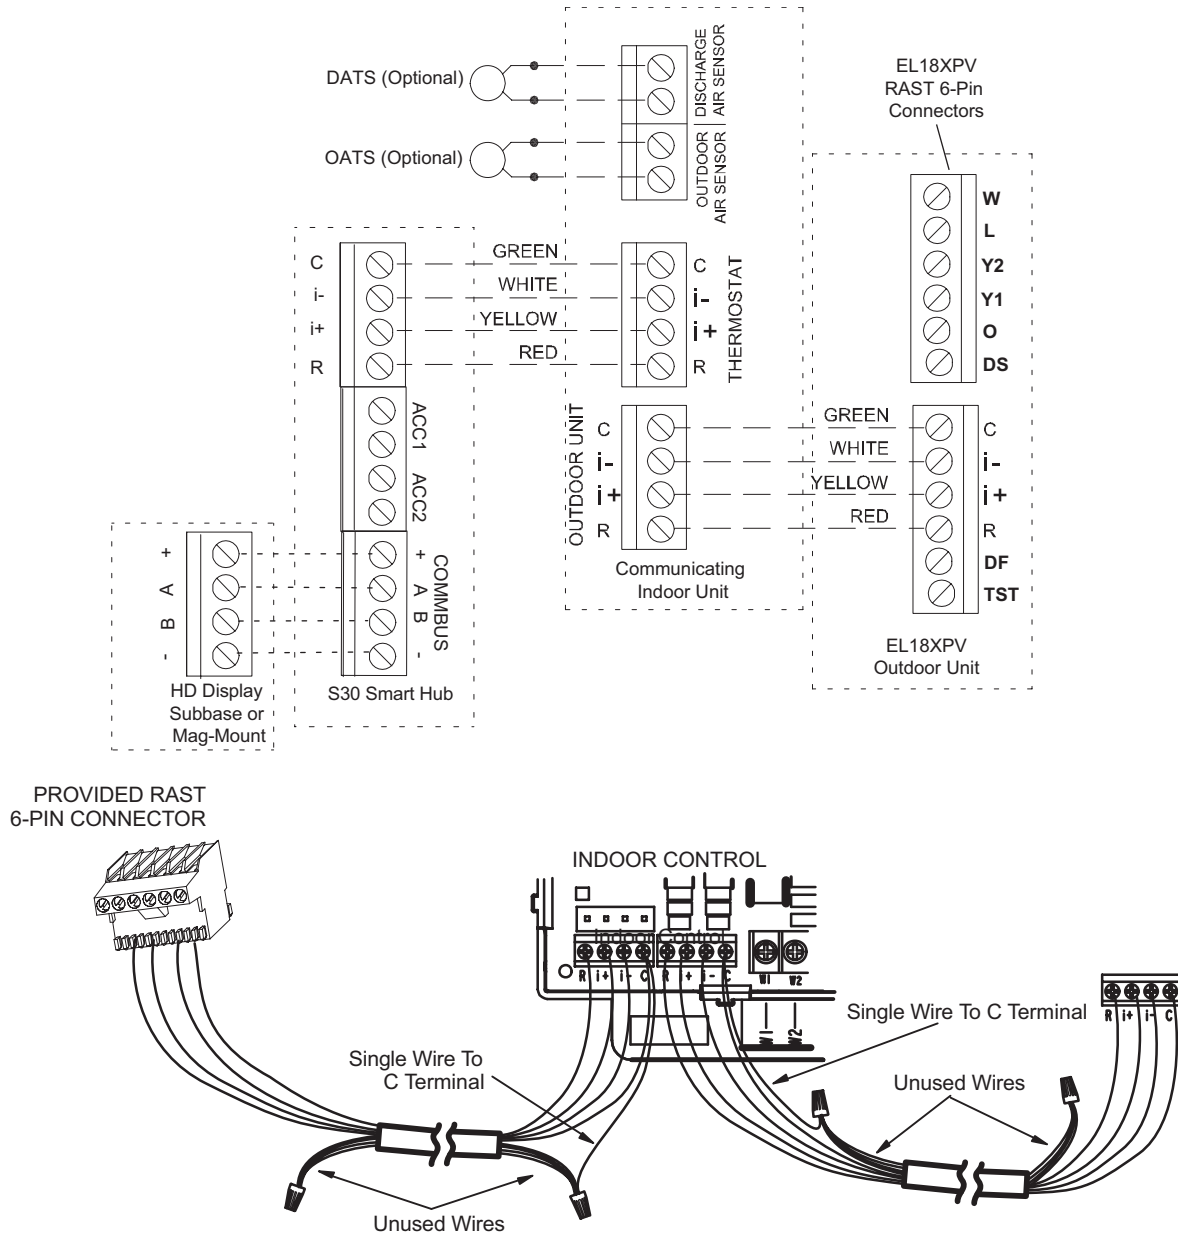 DATS (Optional)
DISCHARGE
AIR SENSOR
OATS (Optional)
OUTDOOR
AIR SENSOR
EL18XPV
RAST 6-Pin
Connectors
W
L
Y2
Y1
O
DS
C
i-
i+
R
GREEN
WHITE
YELLOW
RED
C
i-
i+
R
THERMOSTAT
ACC1
ACC2
OUTDOOR UNIT
C
i-
i+
R
GREEN
WHITE
YELLOW
RED
C
i-
i+
R
DF
TST
Communicating
Indoor Unit
EL18XPV
Outdoor Unit
+
A
B
-
+
A
B
-
COMMBUS
HD Display
Subbase or
Mag-Mount
S30 Smart Hub
PROVIDED RAST
6-PIN CONNECTOR
INDOOR CONTROL
Indoor Control
R i+ i- C R i+ i- C W1 W2
W1
W2
R i+ i- C
Single Wire To C Terminal
Single Wire To
C Terminal
Unused Wires
Unused Wires